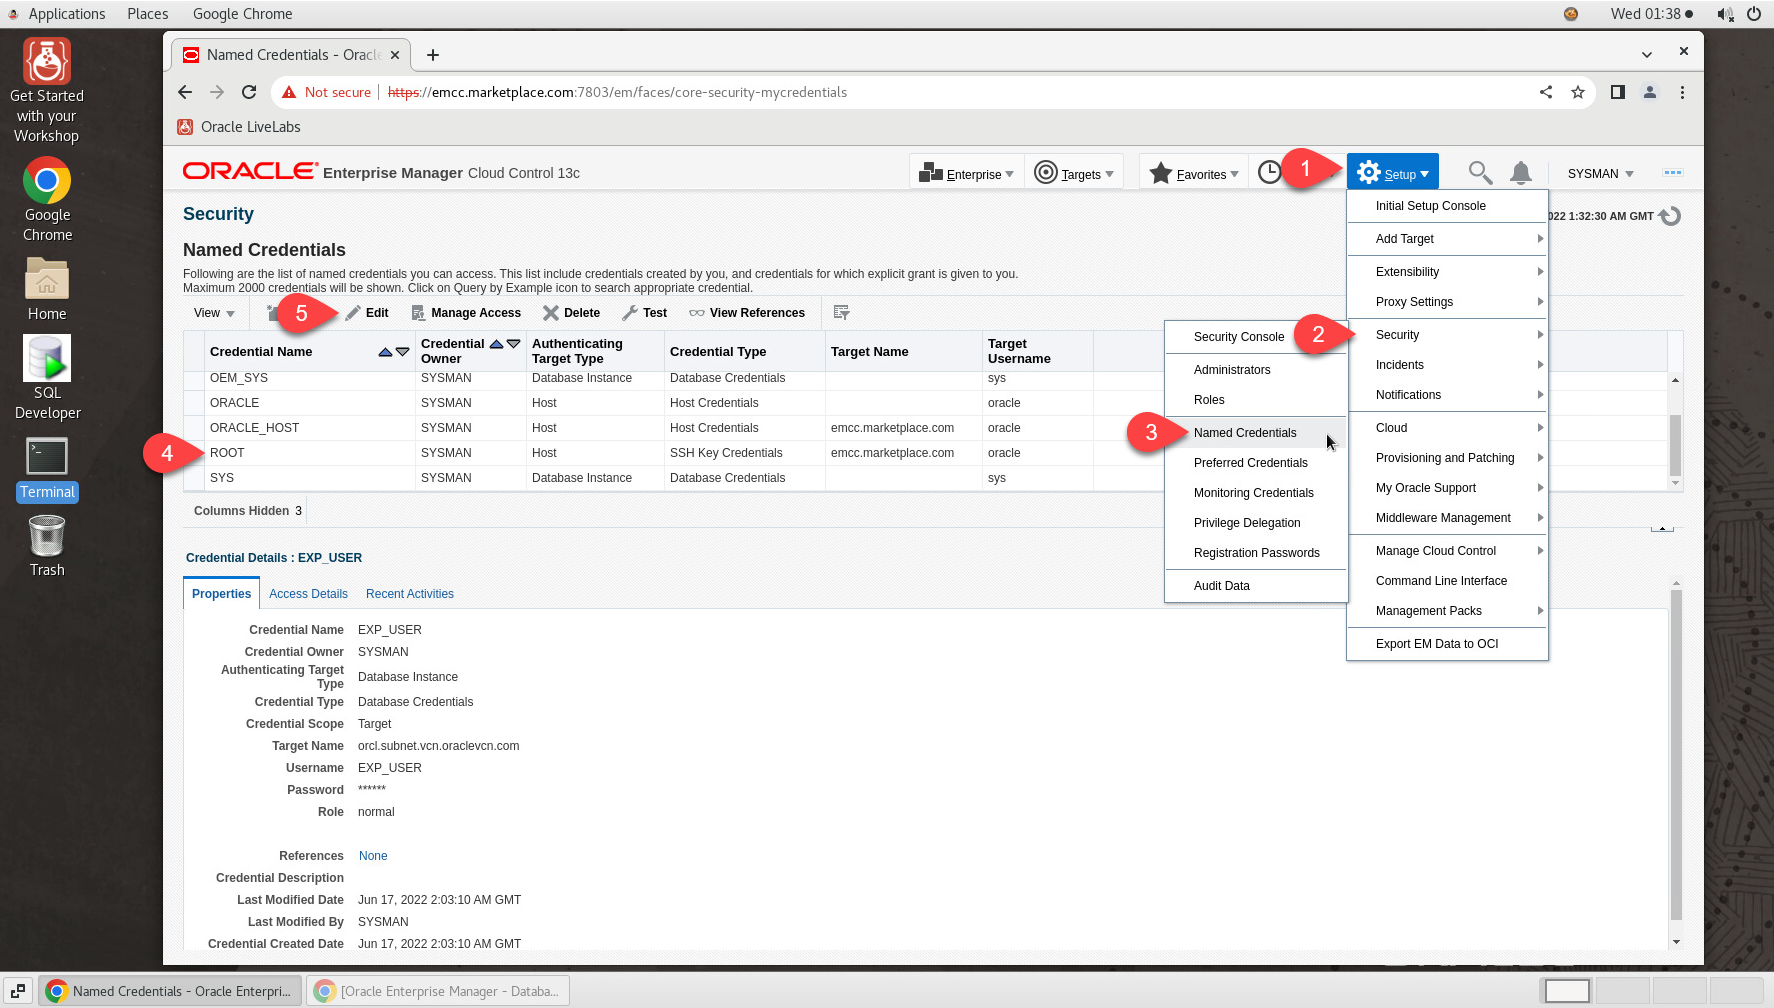 Applications Places Google Chrome Wed 01:38
Get Started
with your
Workshop
Google
Chrome
Home
SQL
Developer
Terminal
Trash
Named Credentials - Oracle
Not secure https://emcc.marketplace.com:7803/em/faces/core-security-mycredentials
Oracle LiveLabs
ORACLE Enterprise Manager Cloud Control 13c
Enterprise Targets Favorites 1 Setup SYSMAN
Security
022 1:32:30 AM GMT
Named Credentials
Following are the list of named credentials you can access. This list include credentials created by you, and credentials for which explicit grant is given to you.
Maximum 2000 credentials will be shown. Click on Query by Example icon to search appropriate credential.
View 5 Edit Manage Access Delete Test View References
Credential Name Credential Owner Authenticating Target Type Credential Type Target Name Target Username
OEM_SYS SYSMAN Database Instance Database Credentials sys
ORACLE SYSMAN Host Host Credentials oracle
ORACLE_HOST SYSMAN Host Host Credentials emcc.marketplace.com oracle
4 ROOT SYSMAN Host SSH Key Credentials emcc.marketplace.com oracle
SYS SYSMAN Database Instance Database Credentials sys
Columns Hidden 3
Initial Setup Console
Add Target
Extensibility
Proxy Settings
2 Security
Incidents
Notifications
Cloud
Provisioning and Patching
My Oracle Support
Middleware Management
Manage Cloud Control
Command Line Interface
Management Packs
Export EM Data to OCI
Security Console
Administrators
Roles
3 Named Credentials
Preferred Credentials
Monitoring Credentials
Privilege Delegation
Registration Passwords
Audit Data
Credential Details : EXP_USER
Properties Access Details Recent Activities
Credential Name EXP_USER
Credential Owner SYSMAN
Authenticating Target
Type Database Instance
Credential Type Database Credentials
Credential Scope Target
Target Name orcl.subnet.vcn.oraclevcn.com
Username EXP_USER
Password ******
Role normal
References None
Credential Description
Last Modified Date Jun 17, 2022 2:03:10 AM GMT
Last Modified By SYSMAN
Credential Created Date Jun 17, 2022 2:03:10 AM GMT
Named Credentials - Oracle Enterpri... [Oracle Enterprise Manager - Databa...